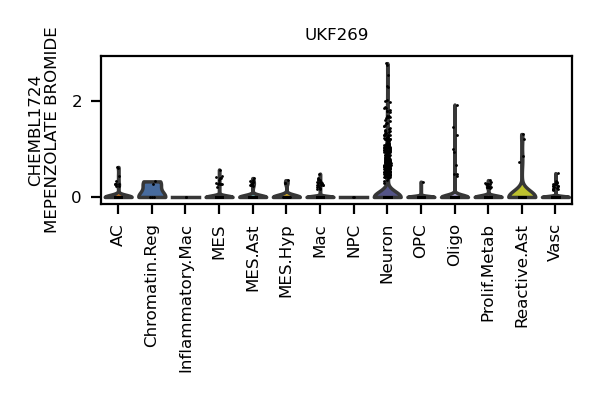 UKF269
CHEMBL1724
MEPENZOLATE BROMIDE
2
0
AC
Chromatin.Reg
Inflammatory.Mac
MES
MES.Ast
MES.Hyp
Mac
NPC
Neuron
OPC
Oligo
Prolif.Metab
Reactive.Ast
Vasc